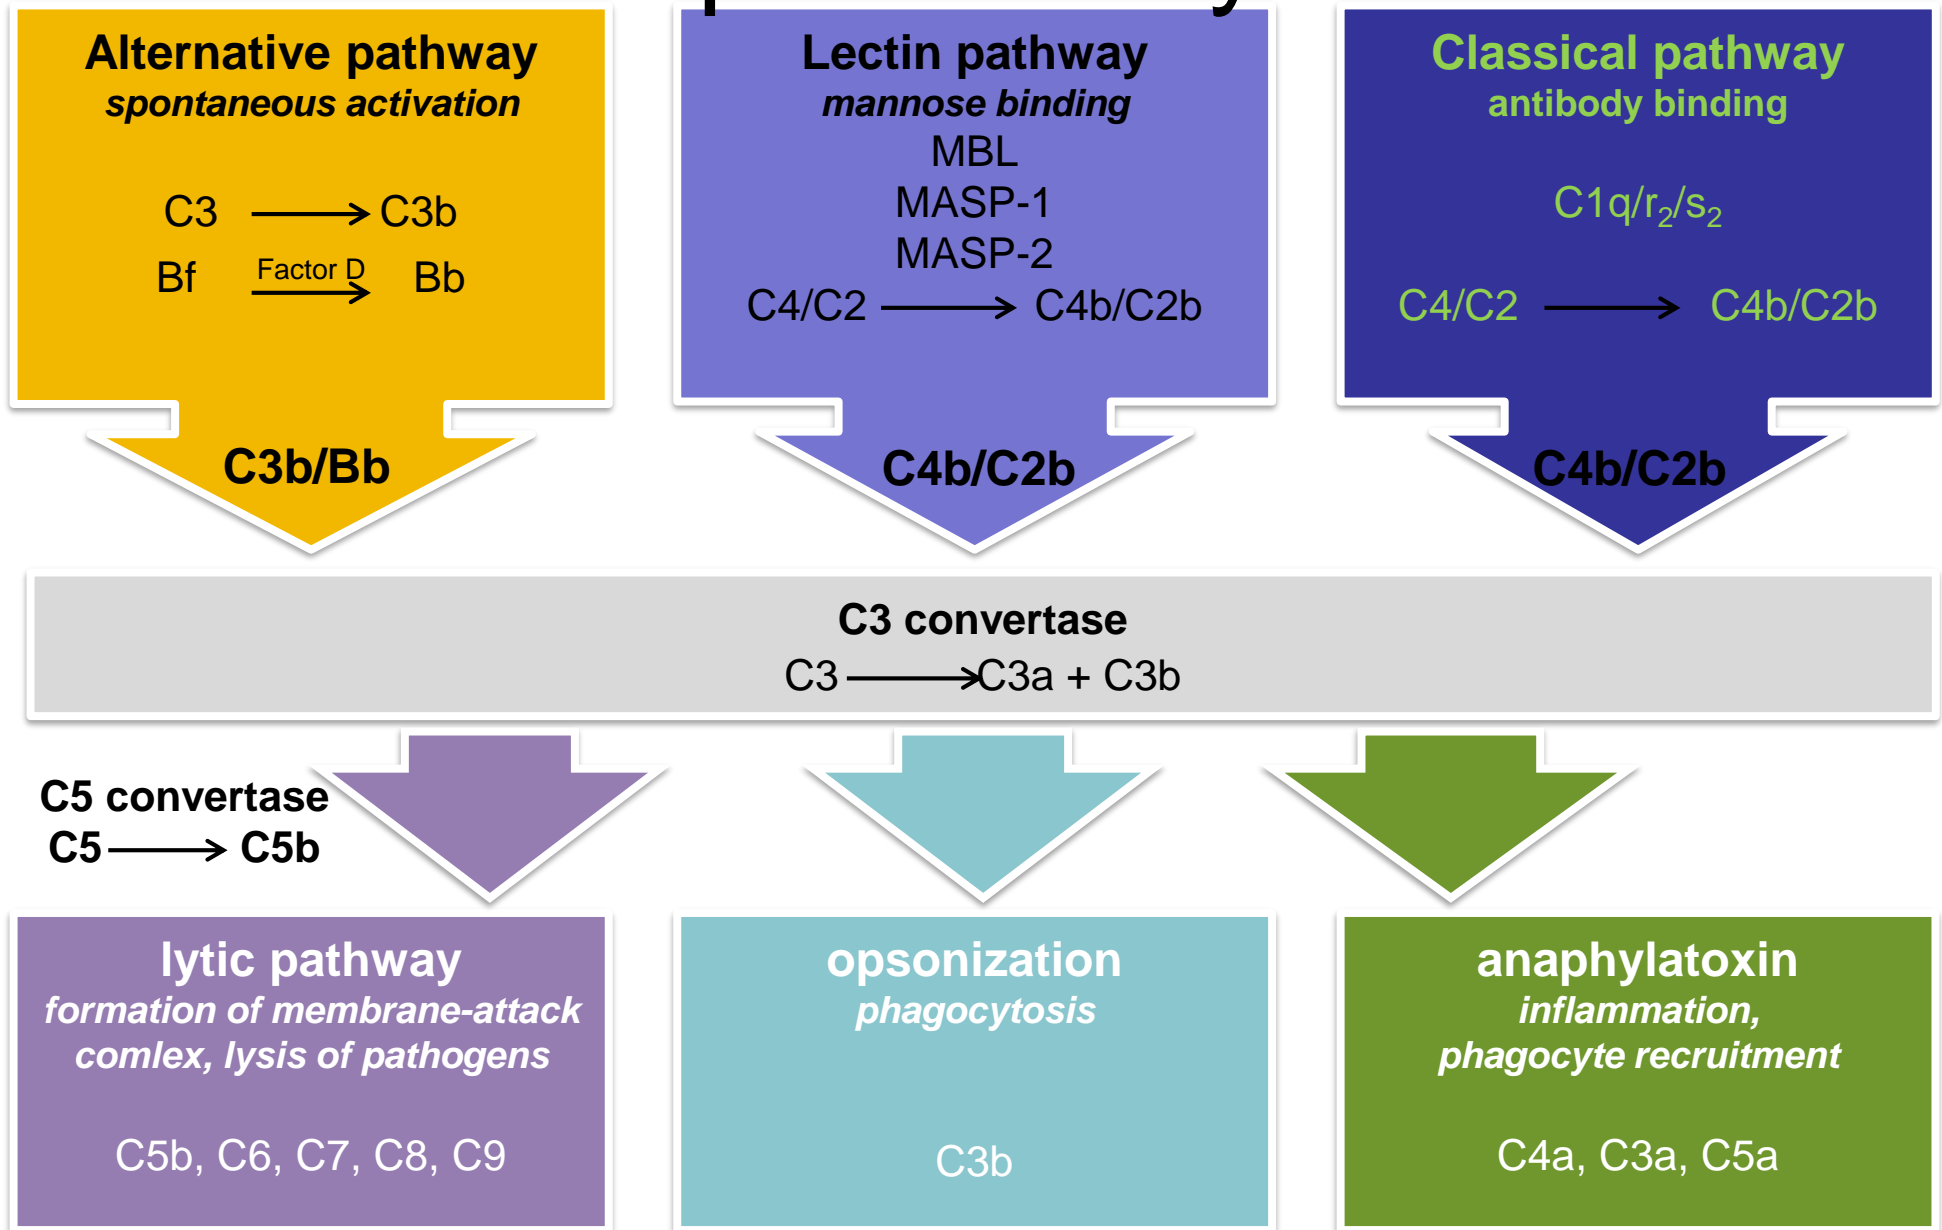 Alternative pathway
spontaneous activation
C3 → C3b
Bf Factor D → Bb
C3b/Bb
Lectin pathway
mannose binding
MBL
MASP-1
MASP-2
C4/C2 → C4b/C2b
C4b/C2b
Classical pathway
antibody binding
C1q/r₂/s₂
C4/C2 → C4b/C2b
C4b/C2b
C3 convertase
C3 → C3a + C3b
C5 convertase
C5 → C5b
lytic pathway
formation of membrane-attack
comlex, lysis of pathogens
C5b, C6, C7, C8, C9
opsonization
phagocytosis
C3b
anaphylatoxin
inflammation,
phagocyte recruitment
C4a, C3a, C5a